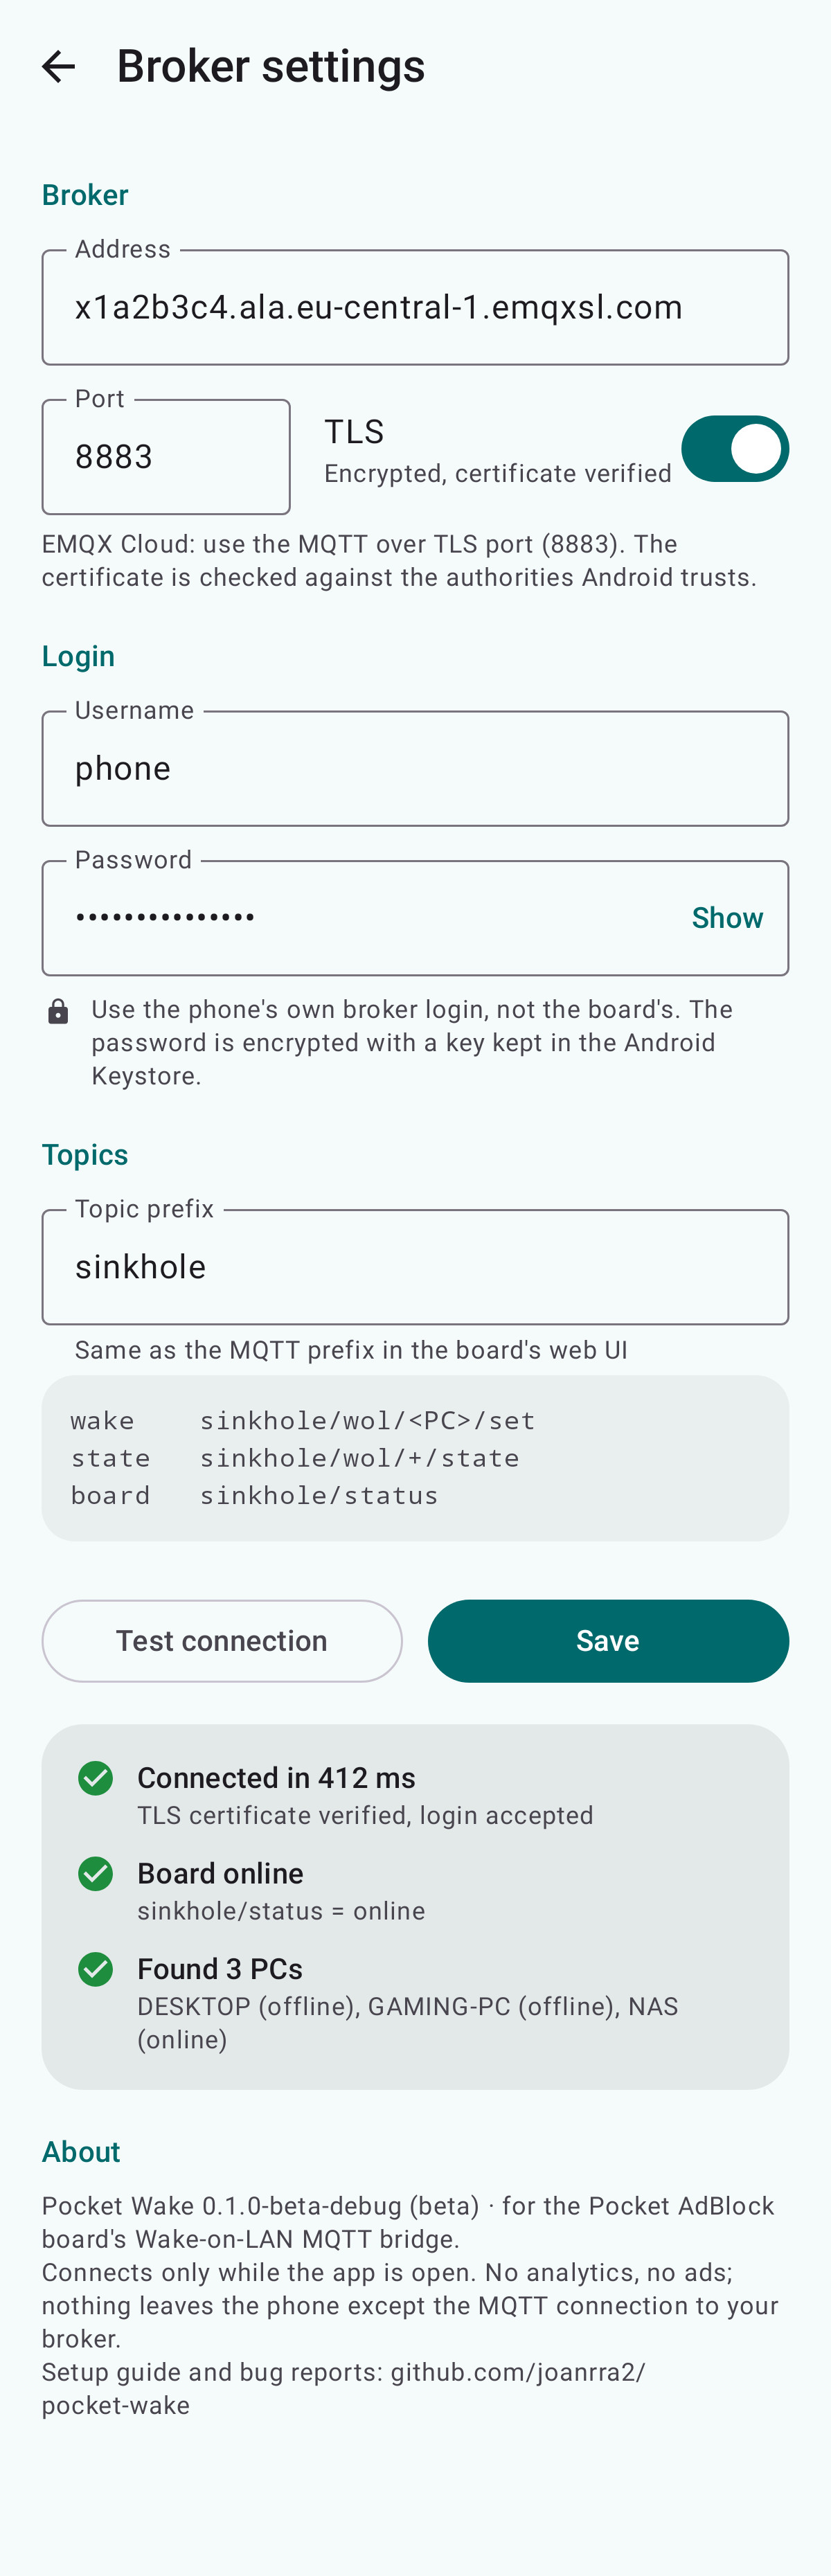 Broker settings
Broker
Address
x1a2b3c4.ala.eu-central-1.emqxsl.com
Port
8883
TLS
Encrypted, certificate verified
EMQX Cloud: use the MQTT over TLS port (8883). The
certificate is checked against the authorities Android trusts.
Login
Username
phone
Password
•••••••••••••••
Show
Use the phone's own broker login, not the board's. The
password is encrypted with a key kept in the Android
Keystore.
Topics
Topic prefix
sinkhole
Same as the MQTT prefix in the board's web UI
wake sinkhole/wol/<PC>/set
state sinkhole/wol/+/state
board sinkhole/status
Test connection
Save
Connected in 412 ms
TLS certificate verified, login accepted
Board online
sinkhole/status = online
Found 3 PCs
DESKTOP (offline), GAMING-PC (offline), NAS
(online)
About
Pocket Wake 0.1.0-beta-debug (beta) · for the Pocket AdBlock
board's Wake-on-LAN MQTT bridge.
Connects only while the app is open. No analytics, no ads;
nothing leaves the phone except the MQTT connection to your
broker.
Setup guide and bug reports: github.com/joanrra2/
pocket-wake